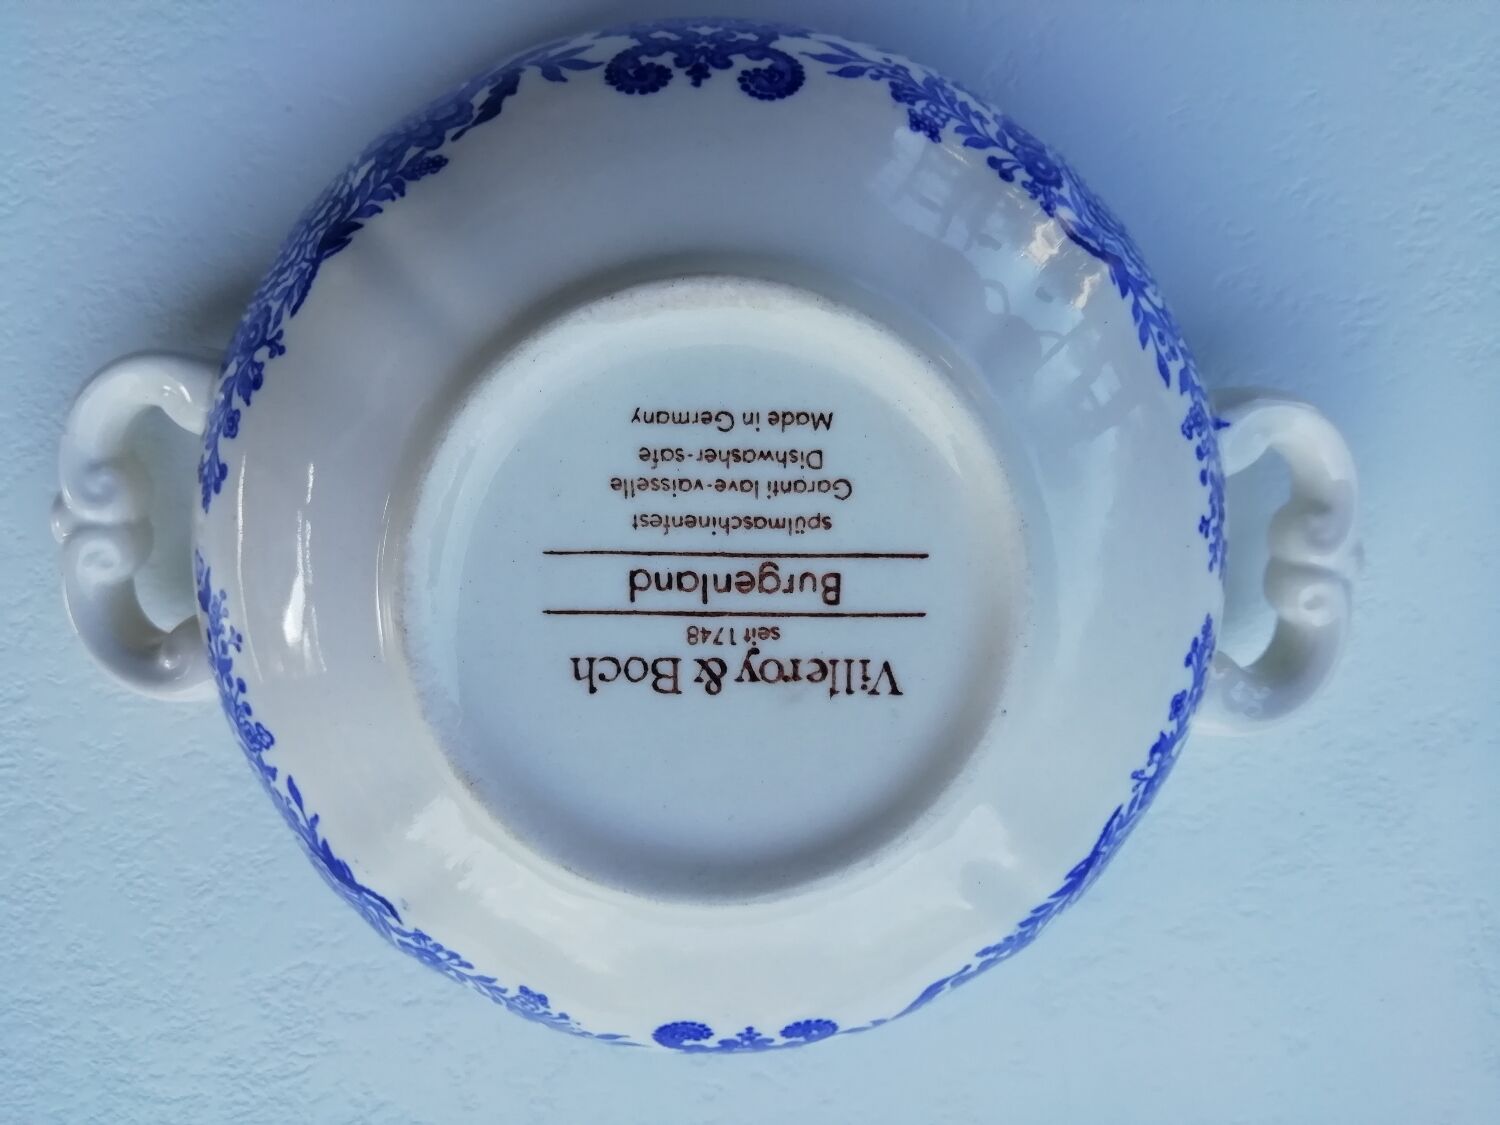 Villeroy & Boch
seit 1748
Burgenland
spülmaschinenfest
Garanti lave-vaisselle
Dishwasher-safe
Made in Germany